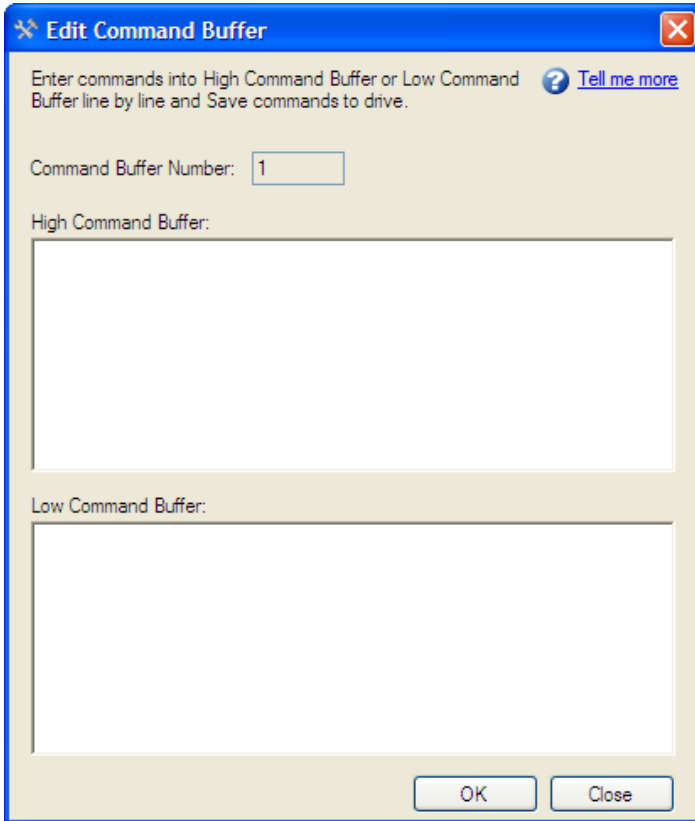 Edit Command Buffer
Enter commands into High Command Buffer or Low Command
Buffer line by line and Save commands to drive.
Tell me more
Command Buffer Number: 1
High Command Buffer:
Low Command Buffer:
OK Close